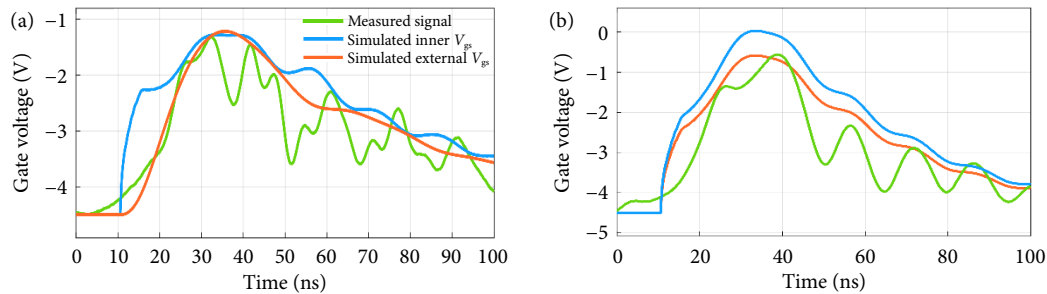 (a)
Measured signal
Simulated inner Vgs
Simulated external Vgs
−1
−2
−3
−4
Gate voltage (V)
0 10 20 30 40 50 60 70 80 90 100
Time (ns)
(b)
0
−1
−2
−3
−4
−5
Gate voltage (V)
0 20 40 60 80 100
Time (ns)